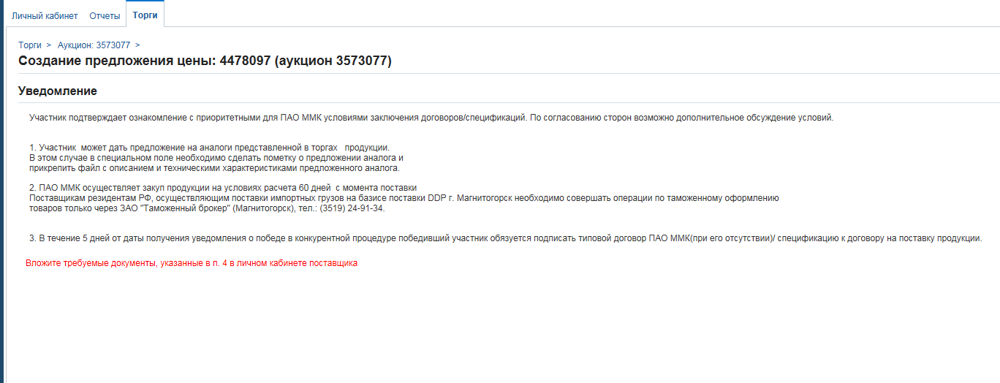 Личный кабинет Отчеты Торги
Торги > Аукцион: 3573077 >
Создание предложения цены: 4478097 (аукцион 3573077)
Уведомление
Участник подтверждает ознакомление с приоритетными для ПАО ММК условиями заключения договоров/спецификаций. По согласованию сторон возможно дополнительное обсуждение условий.
1. Участник может дать предложение на аналоги представленной в торгах продукции.
В этом случае в специальном поле необходимо сделать пометку о предложении аналога и
прикрепить файл с описанием и техническими характеристиками предложенного аналога.
2. ПАО ММК осуществляет закуп продукции на условиях расчета 60 дней с момента поставки
Поставщикам резидентам РФ, осуществляющим поставки импортных грузов на базисе поставки DDP г. Магнитогорск необходимо совершать операции по таможенному оформлению
товаров только через ЗАО "Таможенный брокер" (Магнитогорск), тел.: (3519) 24-91-34.
3. В течение 5 дней от даты получения уведомления о победе в конкурентной процедуре победивший участник обязуется подписать типовой договор ПАО ММК(при его отсутствии)/ спецификацию к договору на поставку продукции.
Вложите требуемые документы, указанные в п. 4 в личном кабинете поставщика